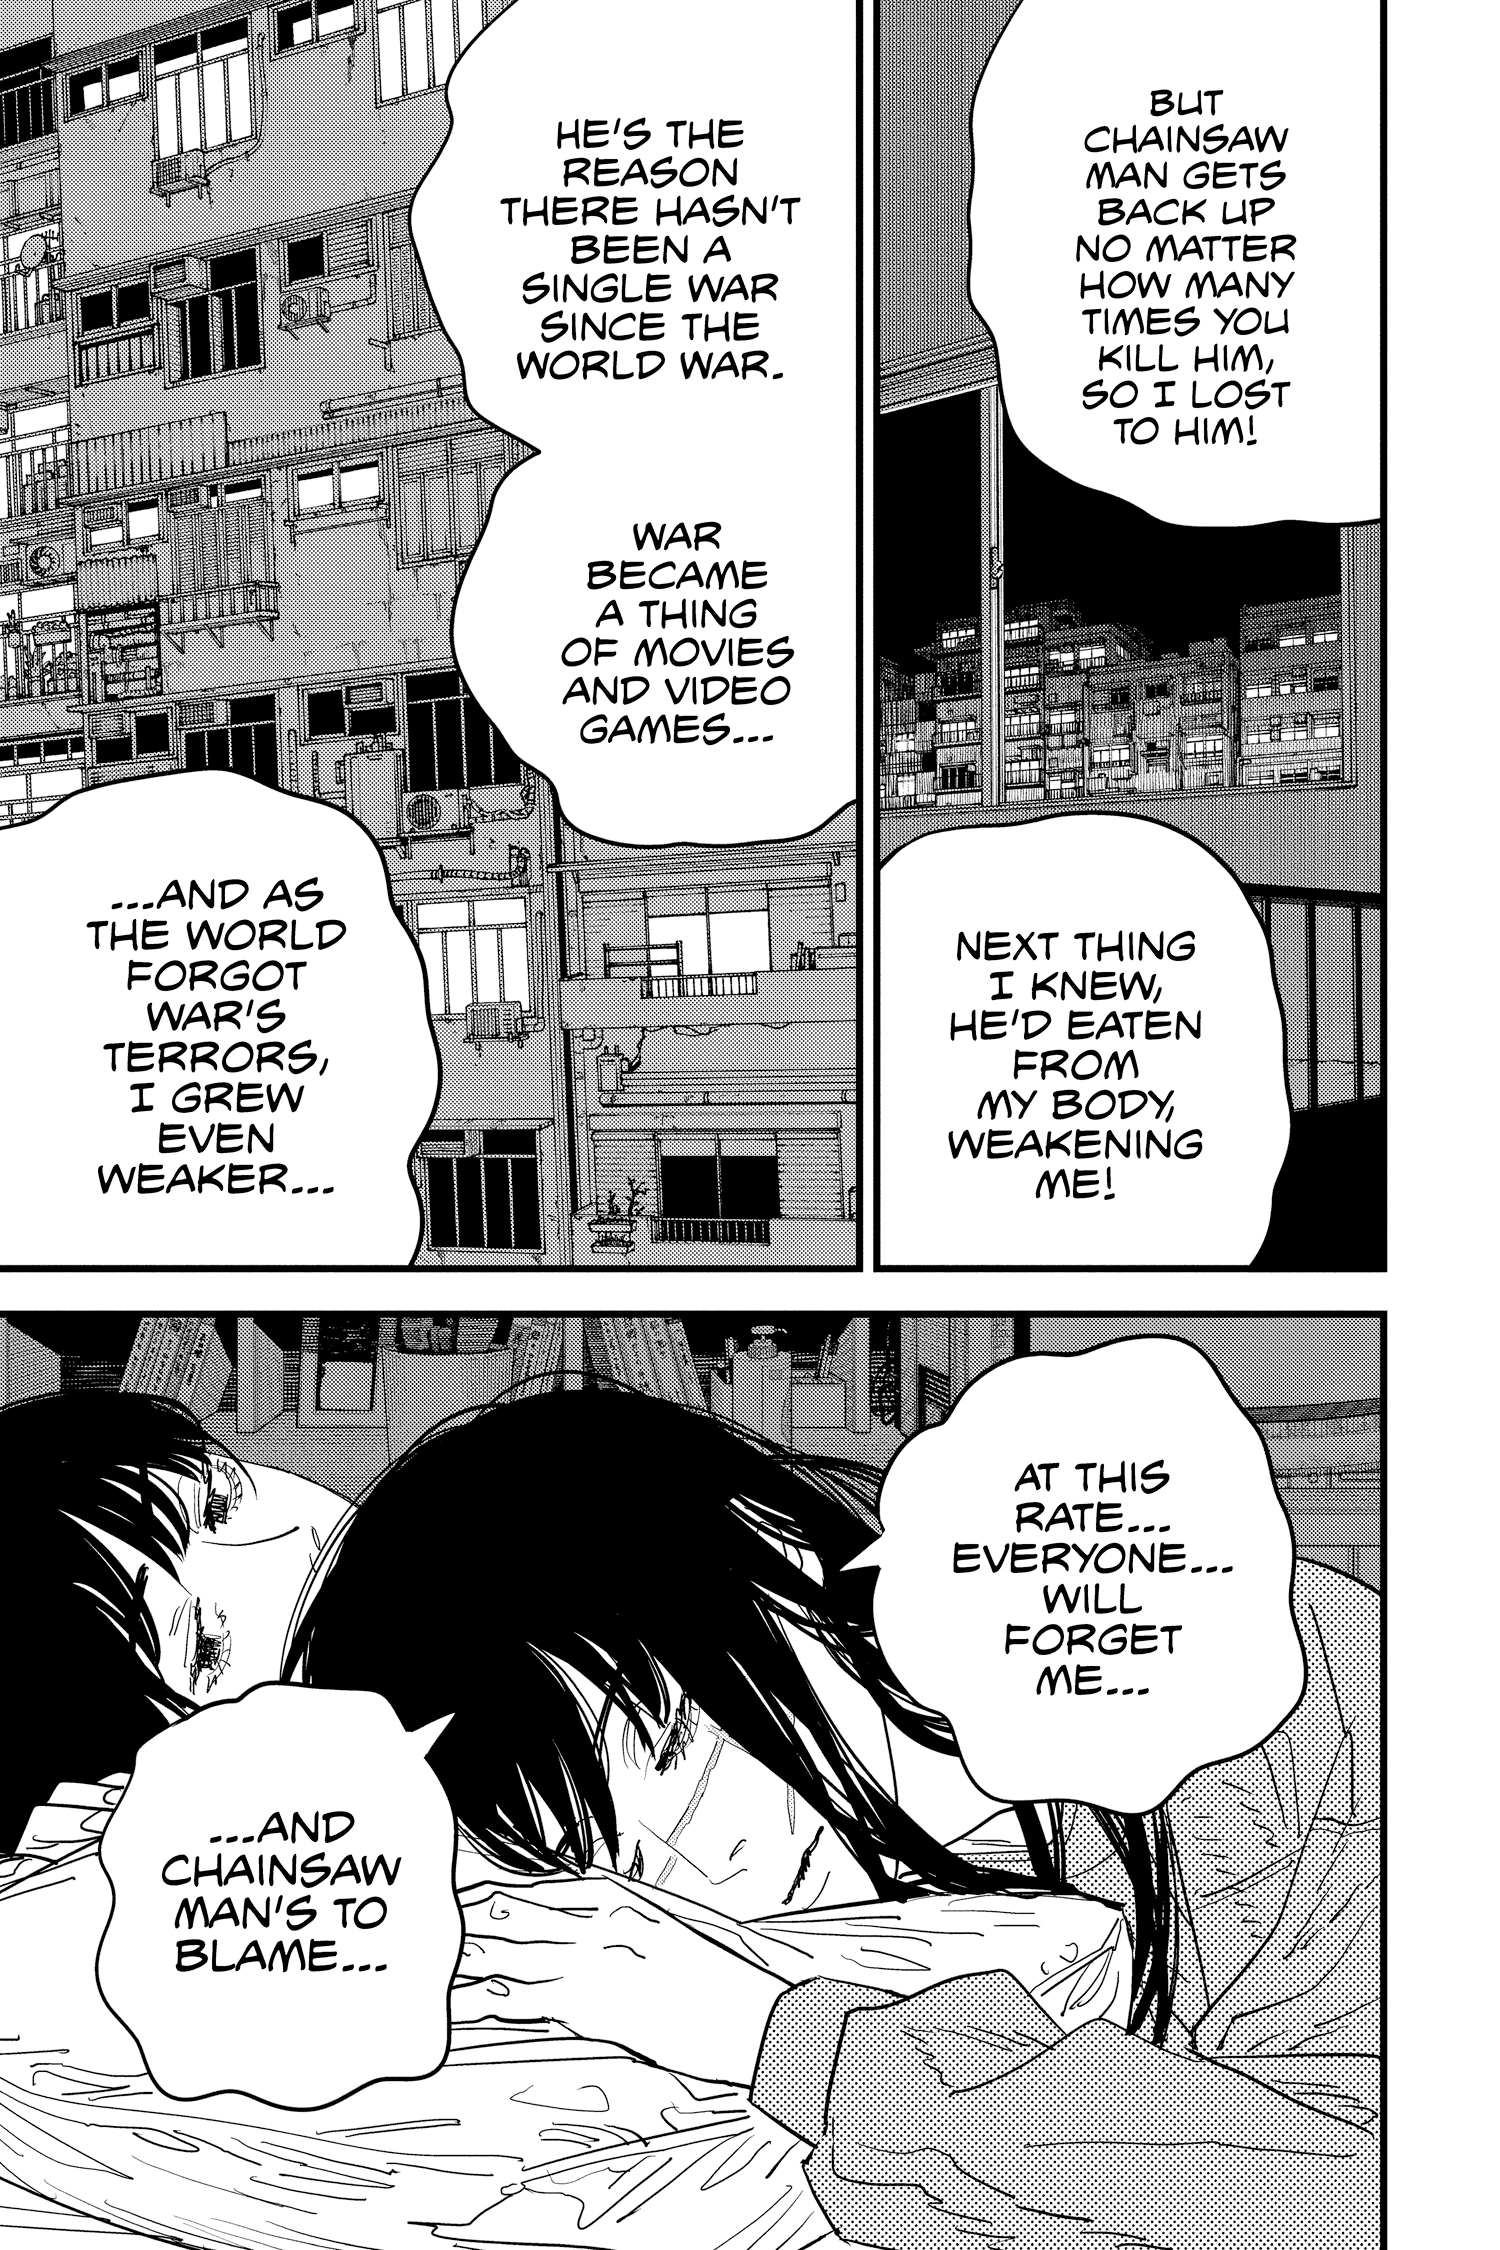 BUT
CHAINSAW
MAN GETS
BACK UP
NO MATTER
HOW MANY
TIMES YOU
KILL HIM,
SO I LOST
TO HIM!
NEXT THING
I KNEW,
HE'D EATEN
FROM
MY BODY,
WEAKENING
ME!
HE'S THE
REASON
THERE HASN'T
BEEN A
SINGLE WAR
SINCE THE
WORLD WAR.
WAR
BECAME
A THING
OF MOVIES
AND VIDEO
GAMES...
...AND AS
THE WORLD
FORGOT
WAR'S
TERRORS,
I GREW
EVEN
WEAKER...
AT THIS
RATE...
EVERYONE...
WILL
FORGET
ME...
...AND
CHAINSAW
MAN'S TO
BLAME...